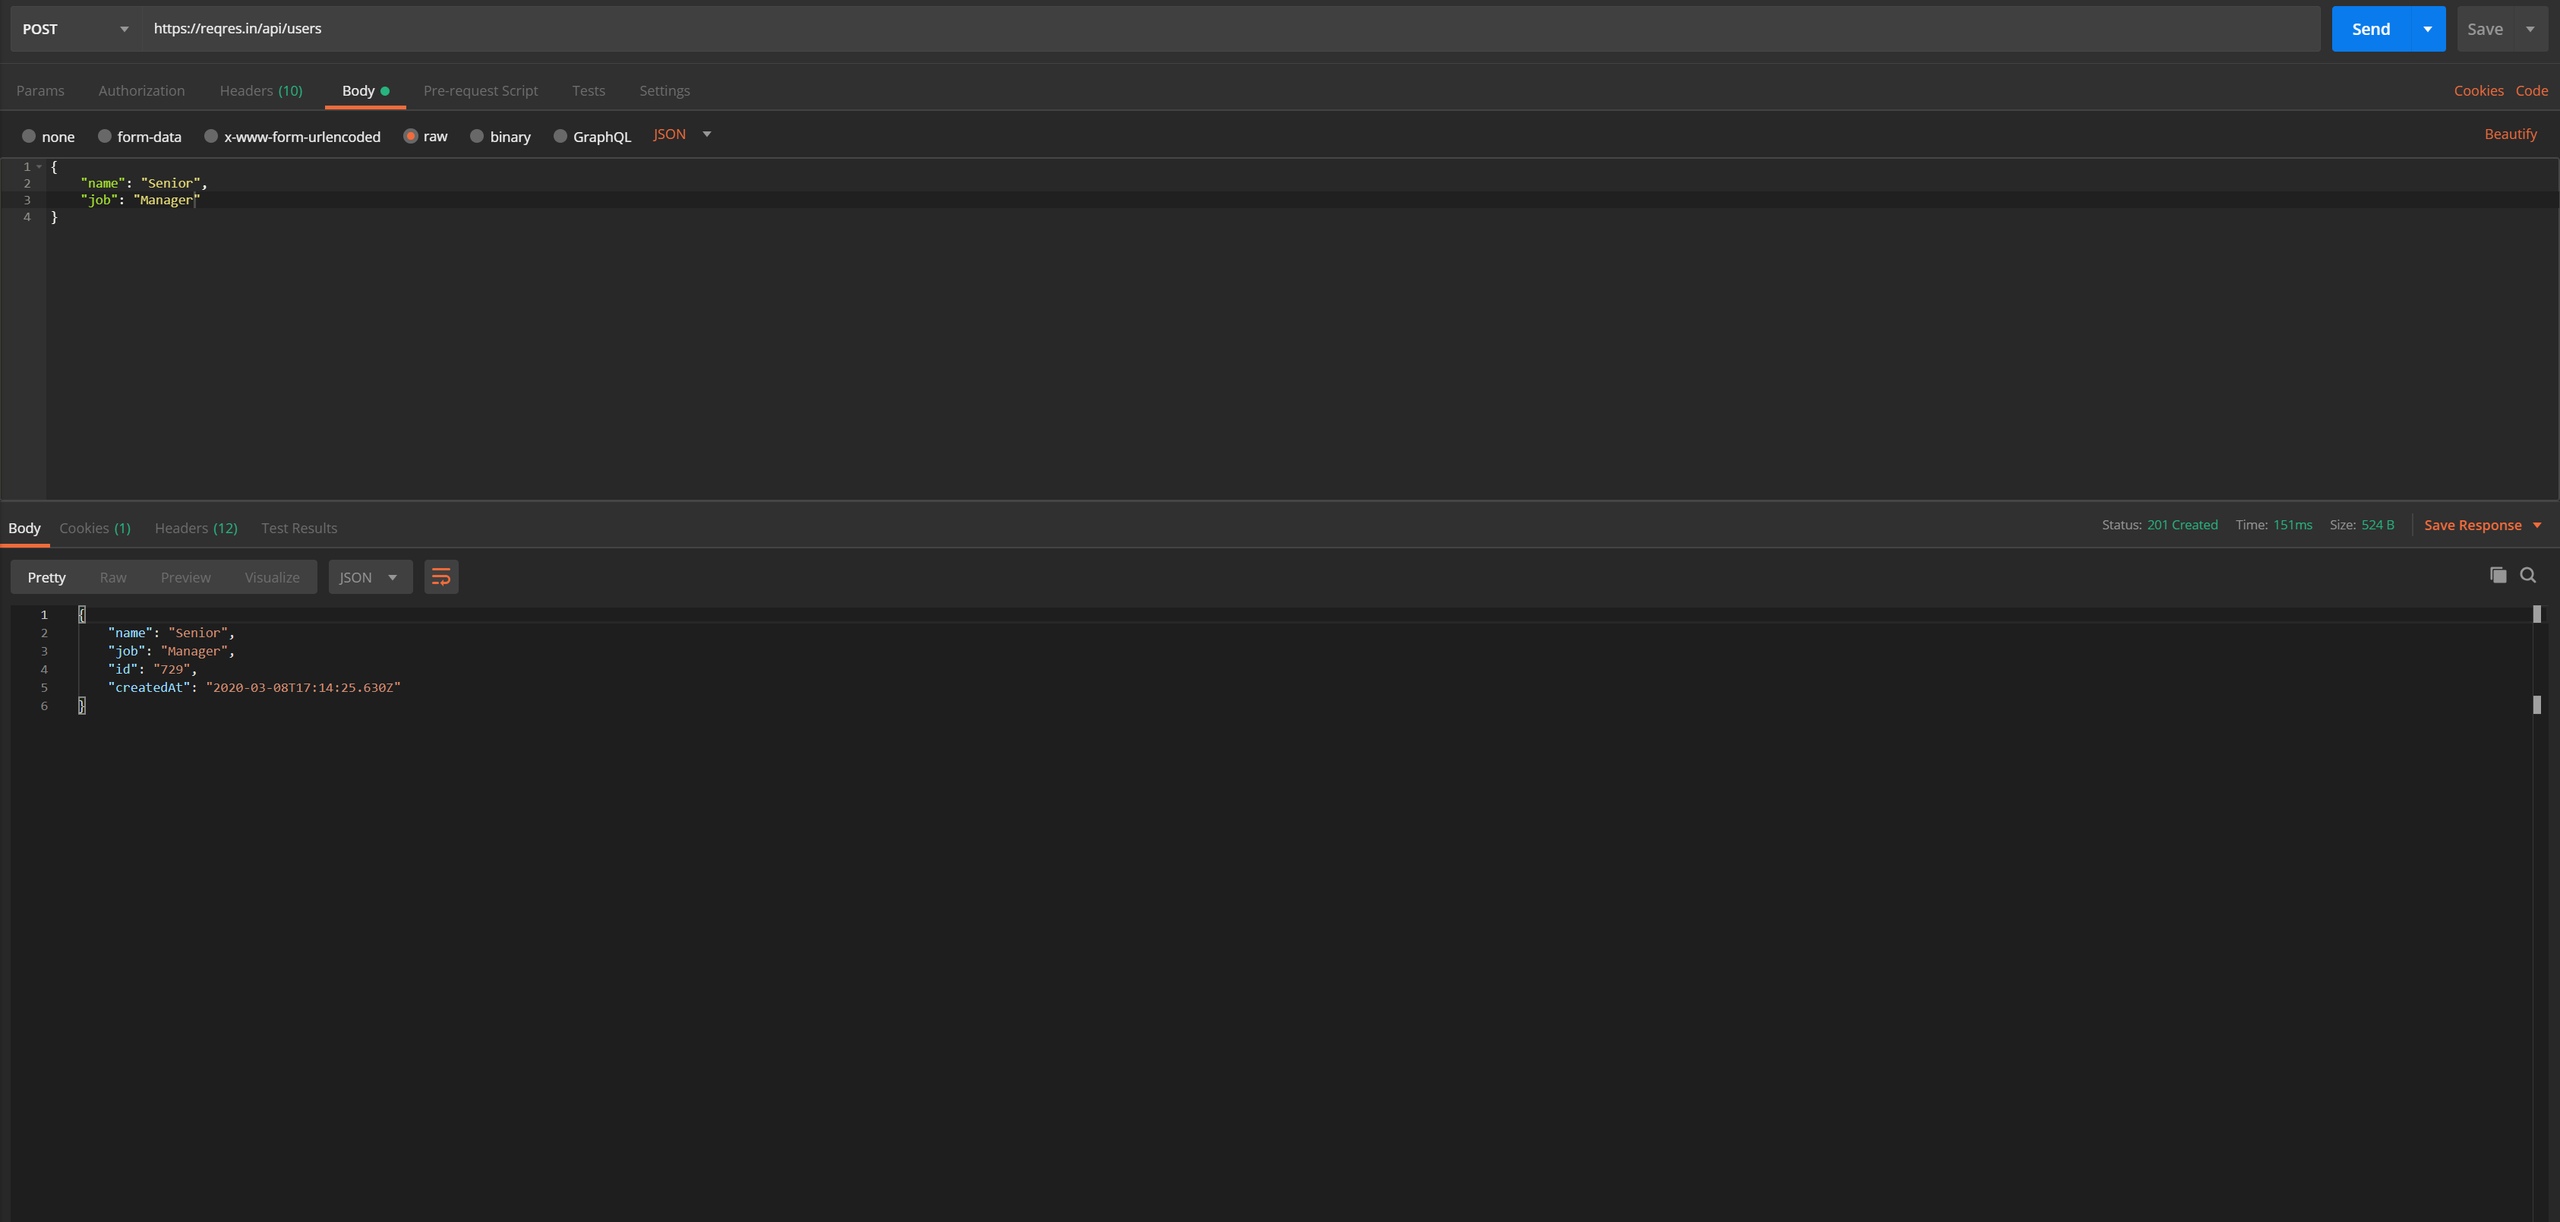 POST https://reqres.in/api/users Send Save
Params Authorization Headers (10) Body Pre-request Script Tests Settings Cookies Code
none form-data x-www-form-urlencoded raw binary GraphQL JSON Beautify
1 {
2 "name": "Senior",
3 "job": "Manager"
4 }
Body Cookies (1) Headers (12) Test Results Status: 201 Created Time: 151ms Size: 524 B Save Response
Pretty Raw Preview Visualize JSON
1 {
2 "name": "Senior",
3 "job": "Manager",
4 "id": "729",
5 "createdAt": "2020-03-08T17:14:25.630Z"
6 }